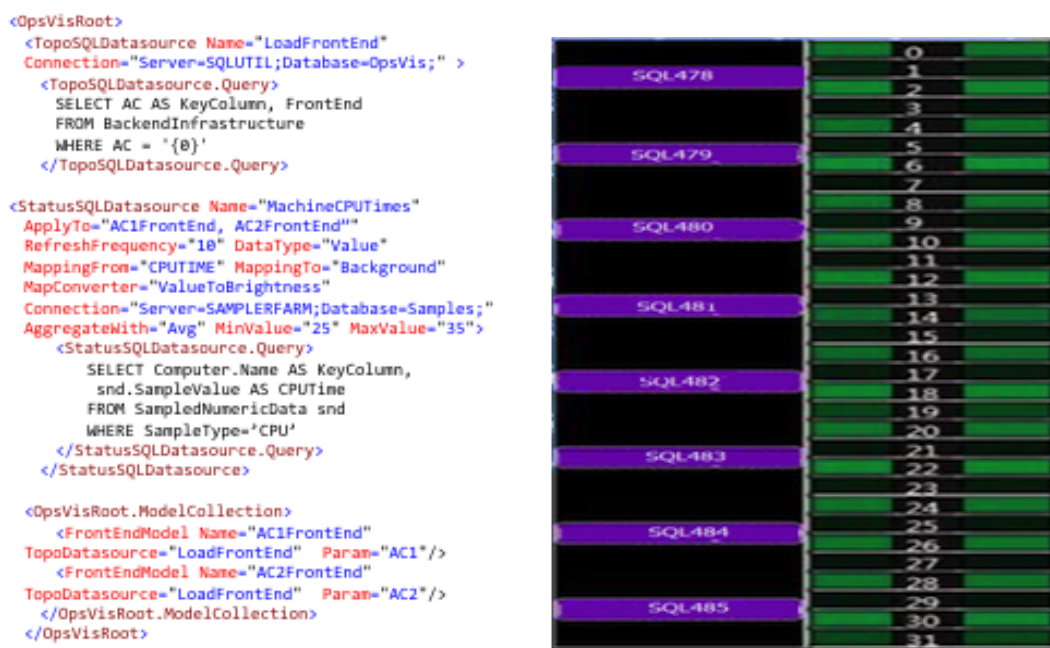 <OpsVisRoot>
<TopoSQLDatasource Name="LoadFrontEnd"
Connection="Server=SQLUTIL;Database=OpsVis;" >
<TopoSQLDatasource.Query>
SELECT AC AS KeyColumn, FrontEnd
FROM BackendInfrastructure
WHERE AC = '{0}'
</TopoSQLDatasource.Query>
<StatusSQLDatasource Name="MachineCPUTimes"
ApplyTo="AC1FrontEnd, AC2FrontEnd""
RefreshFrequency="10" DataType="Value"
MappingFrom="CPUTIME" MappingTo="Background"
MapConverter="ValueToBrightness"
Connection="Server=SAMPLERFARM;Database=Samples;"
AggregateWith="Avg" MinValue="25" MaxValue="35">
<StatusSQLDatasource.Query>
SELECT Computer.Name AS KeyColumn,
snd.SampleValue AS CPUTime
FROM SampledNumericData snd
WHERE SampleType='CPU'
</StatusSQLDatasource.Query>
</StatusSQLDatasource>
<OpsVisRoot.ModelCollection>
<FrontEndModel Name="AC1FrontEnd"
TopoDatasource="LoadFrontEnd" Param="AC1"/>
<FrontEndModel Name="AC2FrontEnd"
TopoDatasource="LoadFrontEnd" Param="AC2"/>
</OpsVisRoot.ModelCollection>
</OpsVisRoot>
SQL478
SQL479
SQL480
SQL481
SQL482
SQL483
SQL484
SQL485
0
1
2
3
4
5
6
7
8
9
10
11
12
13
14
15
16
17
18
19
20
21
22
23
24
25
26
27
28
29
30
31